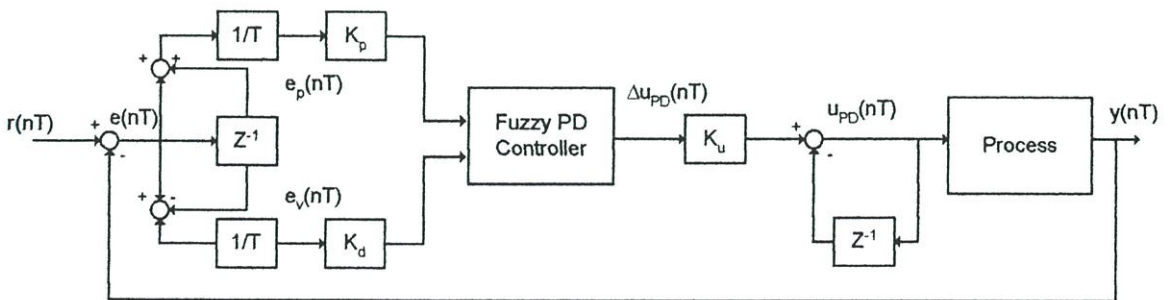 1/T
K_p
+ +
e_p(nT)
r(nT)
+
e(nT)
-
Z⁻¹
Fuzzy PD
Controller
Δu_PD(nT)
K_u
+
-
u_PD(nT)
Process
y(nT)
+ -
e_v(nT)
1/T
K_d
Z⁻¹